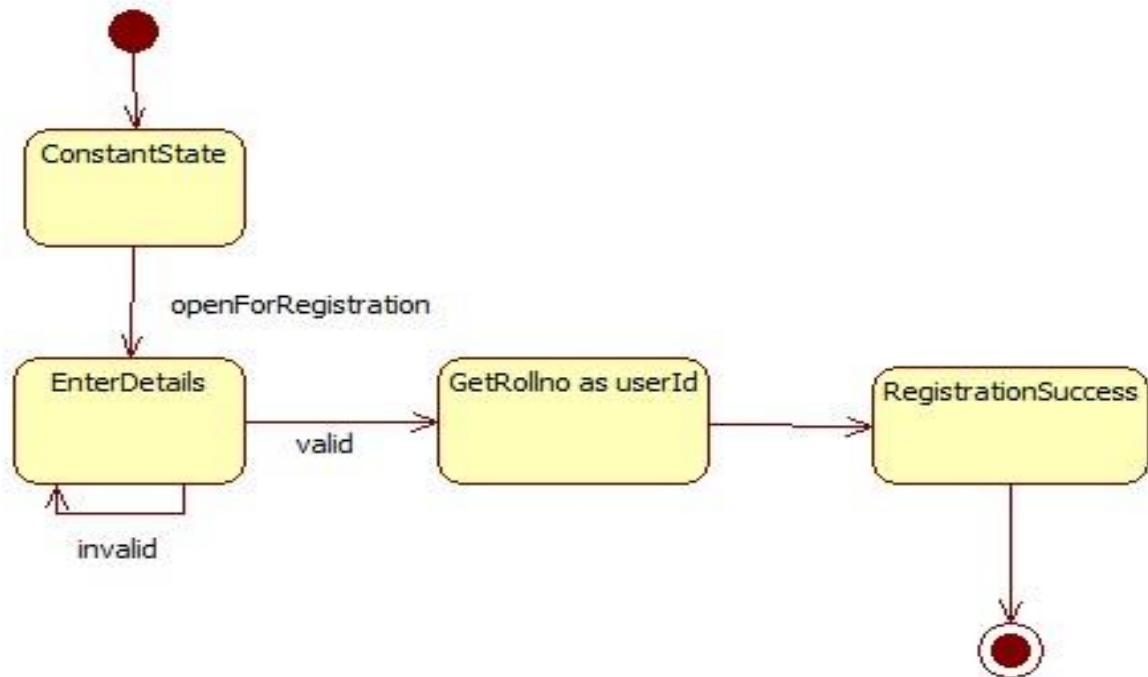 ConstantState
openForRegistration
EnterDetails
GetRollno as userId
RegistrationSuccess
valid
invalid